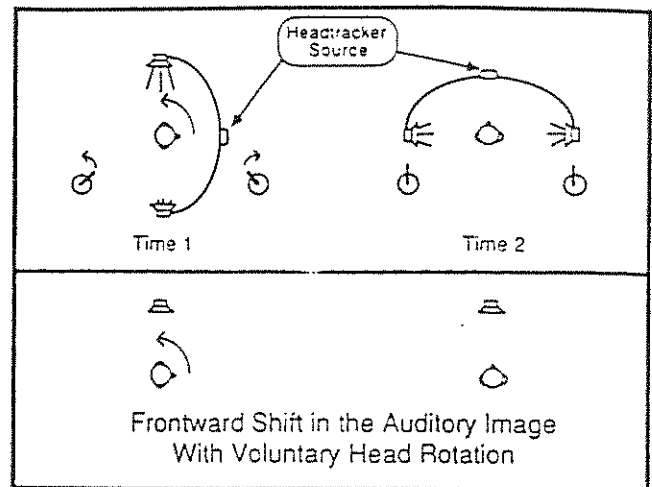 Headtracker
Source
Time 1
Time 2
Frontward Shift in the Auditory Image
With Voluntary Head Rotation